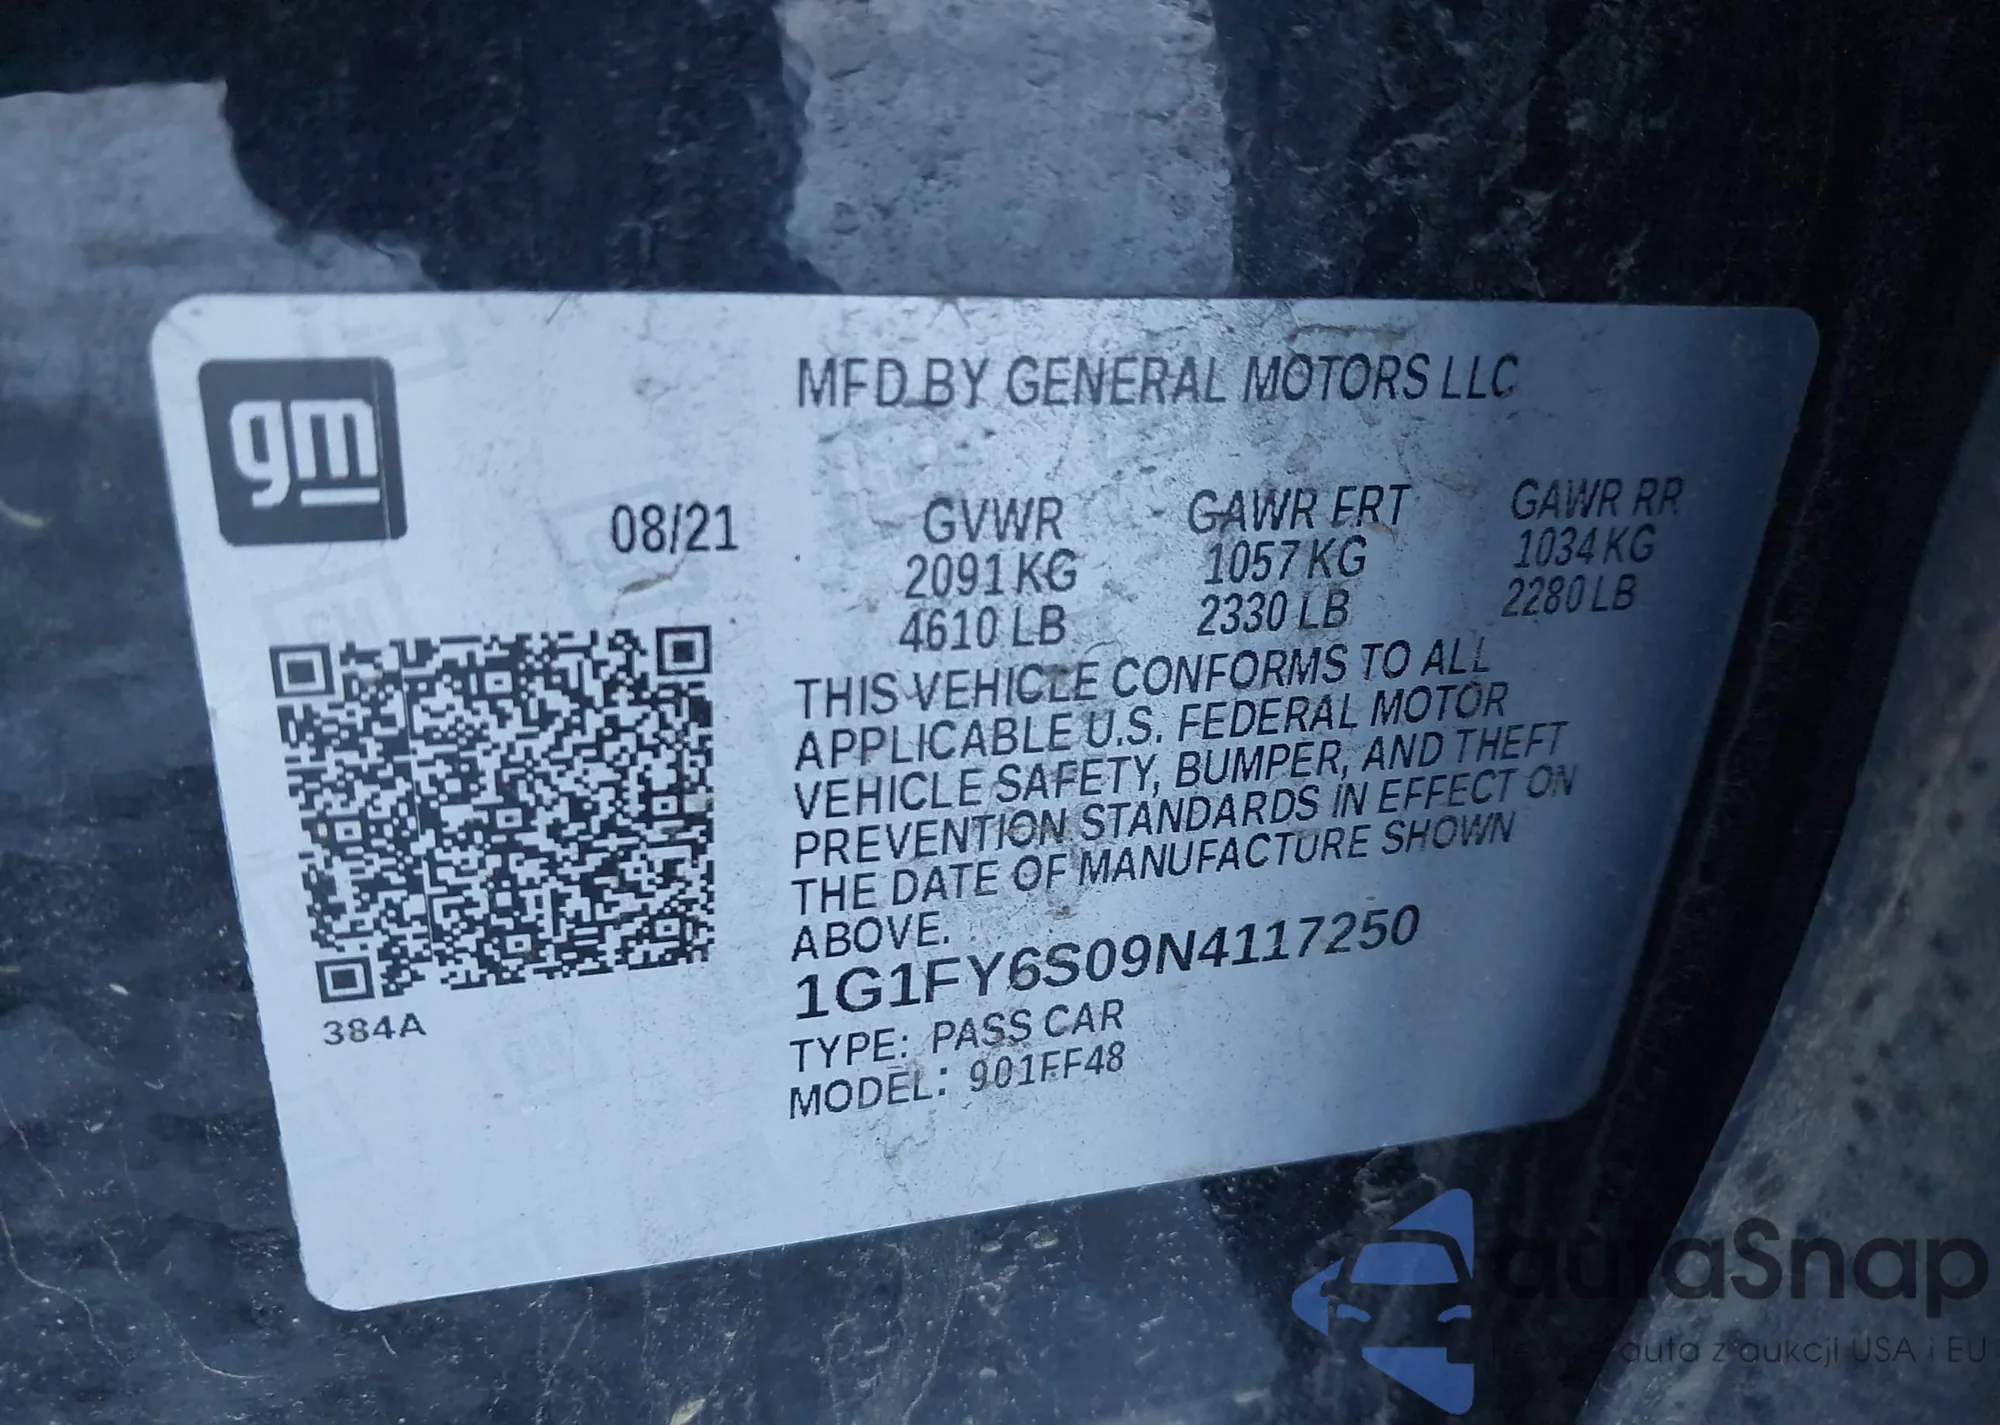 gm
MFD BY GENERAL MOTORS LLC
08/21
GVWR GAWR FRT GAWR RR
2091 KG 1057 KG 1034 KG
4610 LB 2330 LB 2280 LB
THIS VEHICLE CONFORMS TO ALL
APPLICABLE U.S. FEDERAL MOTOR
VEHICLE SAFETY, BUMPER, AND THEFT
PREVENTION STANDARDS IN EFFECT ON
THE DATE OF MANUFACTURE SHOWN
ABOVE.
1G1FY6S09N4117250
384A
TYPE: PASS CAR
MODEL: 901FF48
autaSnap
auta z aukcji USA i EU